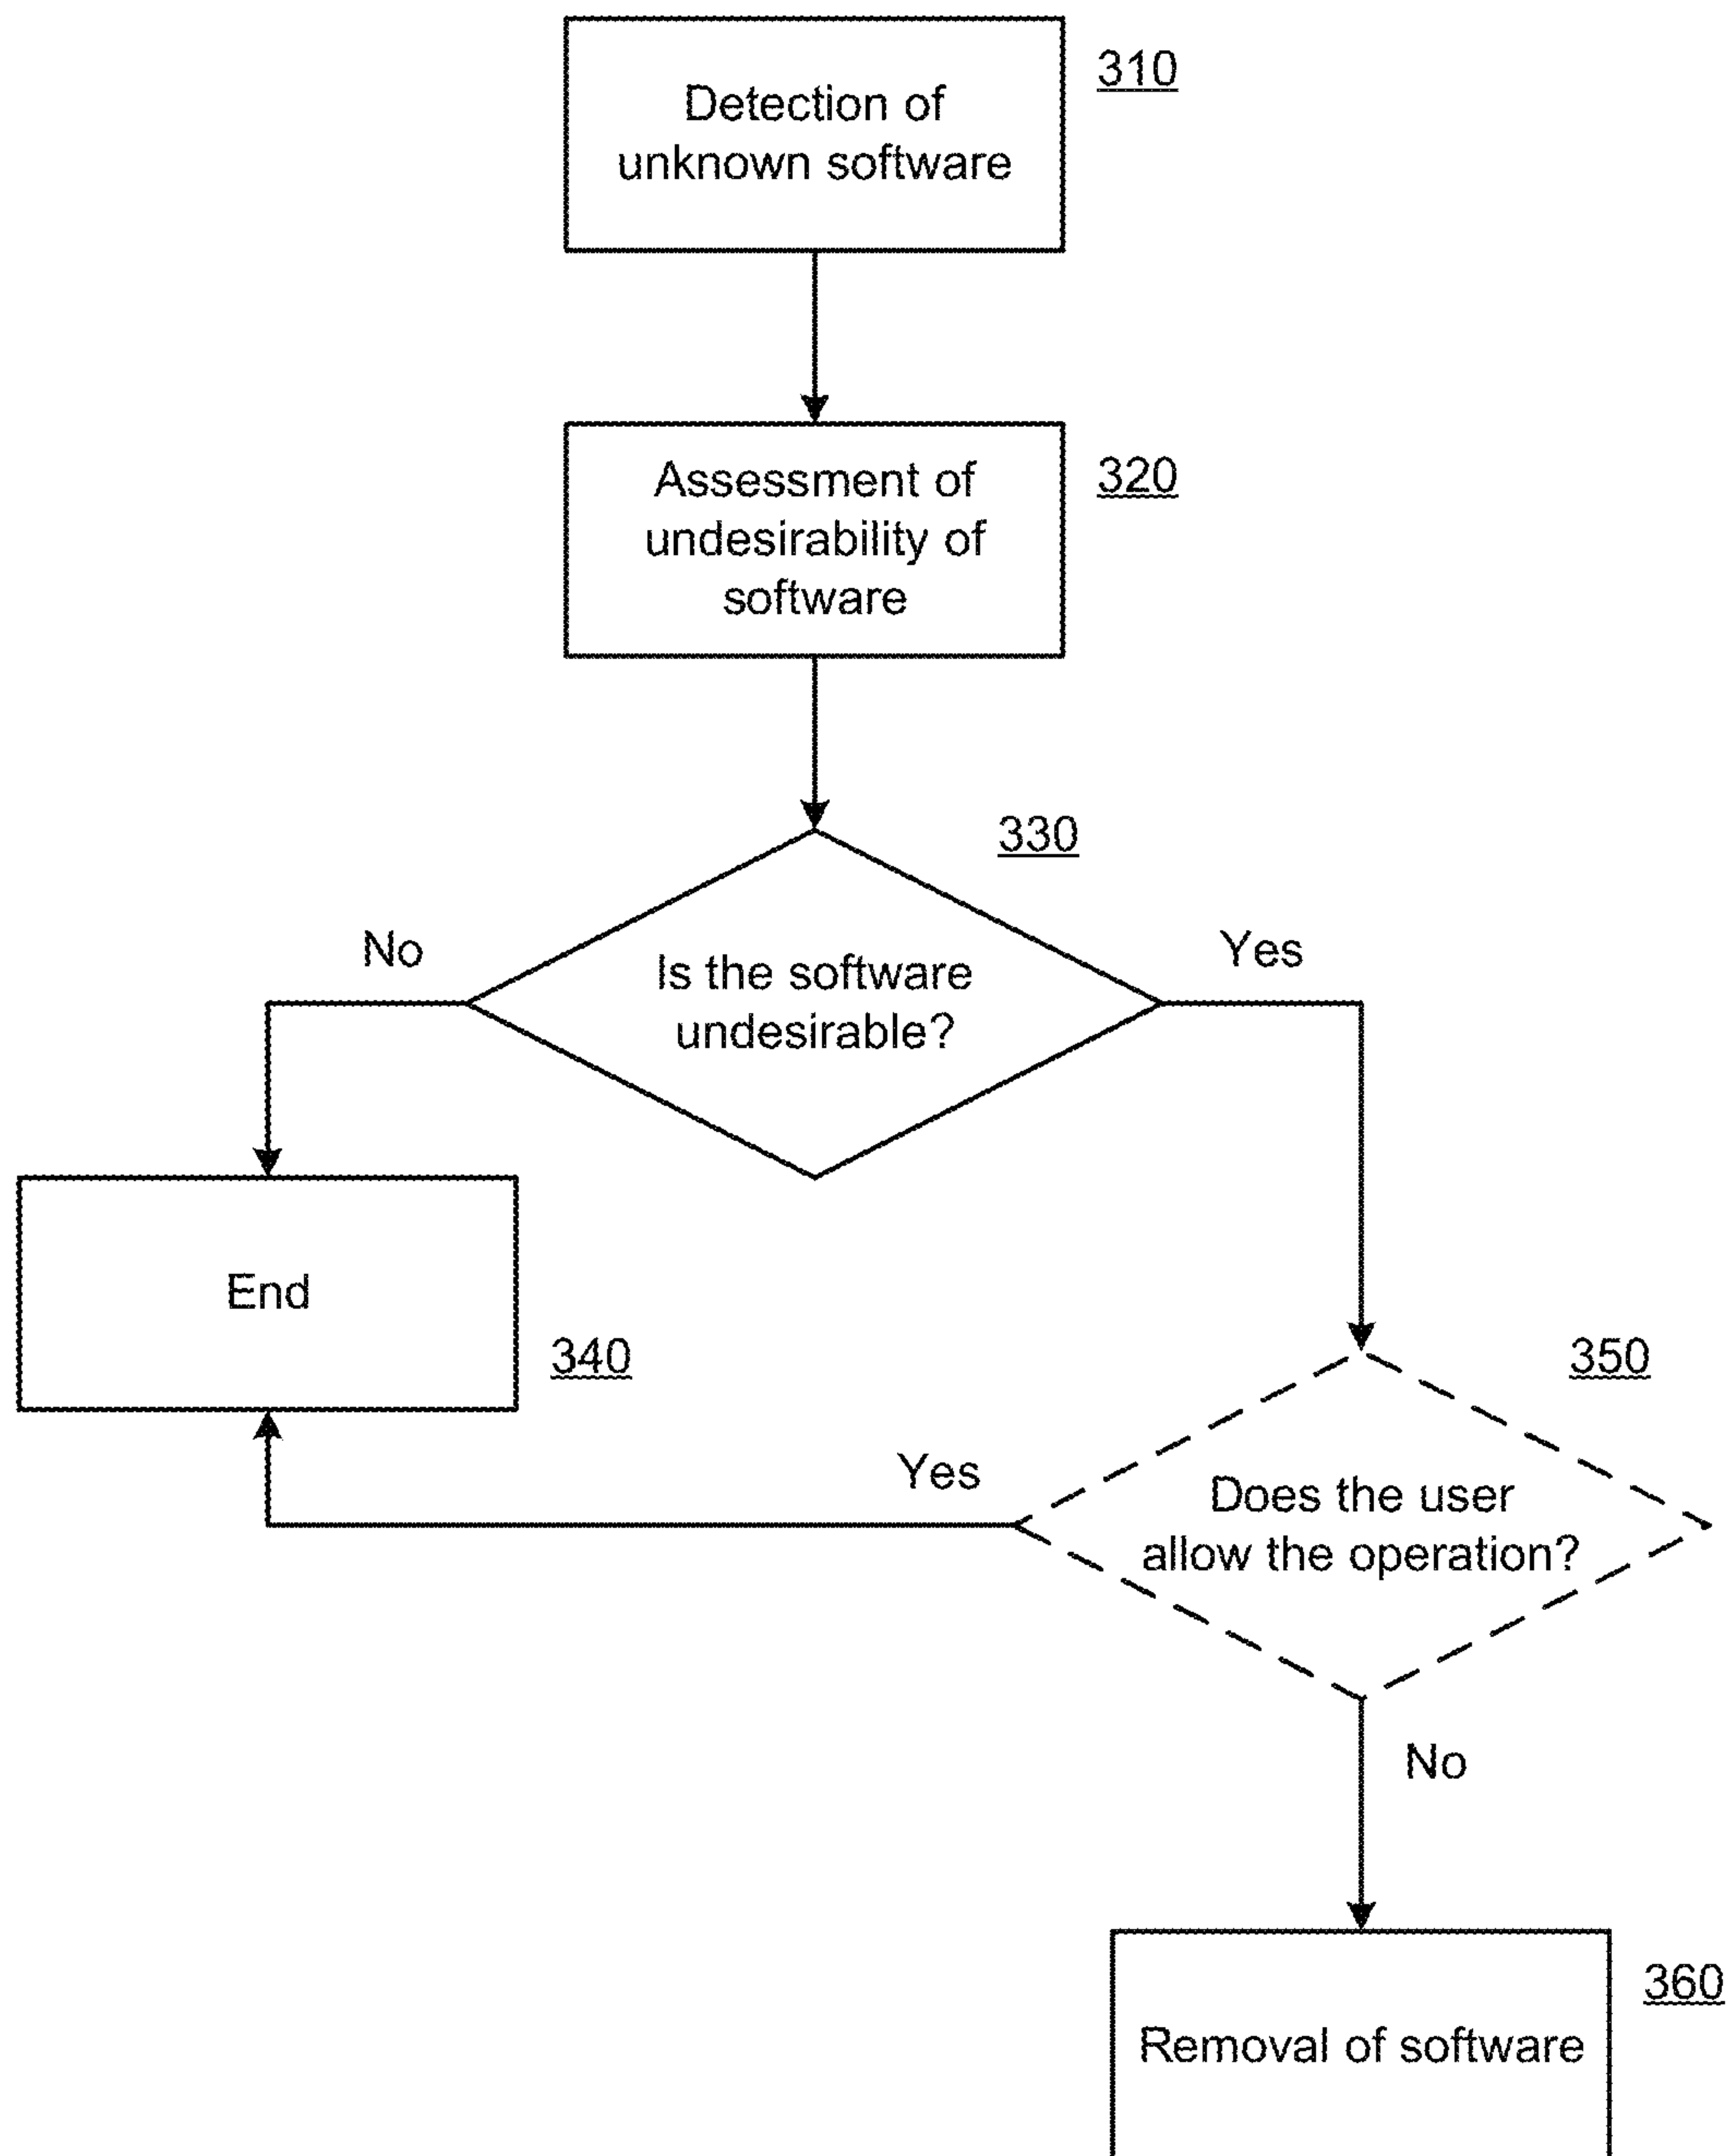 Detection of
unknown software
310
Assessment of
undesirability of
software
320
330
No
Is the software
undesirable?
Yes
End
340
350
Yes
Does the user
allow the operation?
No
360
Removal of software